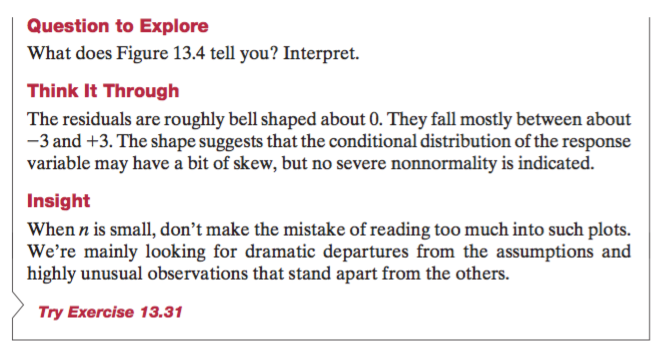 Question to Explore
What does Figure 13.4 tell you? Interpret.
Think It Through
The residuals are roughly bell shaped about 0. They fall mostly between about
−3 and +3. The shape suggests that the conditional distribution of the response
variable may have a bit of skew, but no severe nonnormality is indicated.
Insight
When n is small, don’t make the mistake of reading too much into such plots.
We’re mainly looking for dramatic departures from the assumptions and
highly unusual observations that stand apart from the others.
Try Exercise 13.31